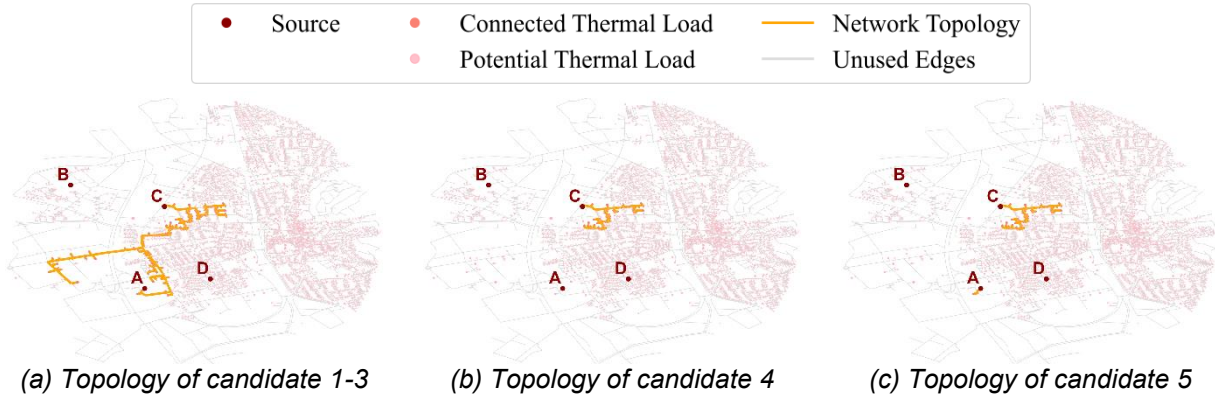 Source
Connected Thermal Load
Network Topology
Potential Thermal Load
Unused Edges
B
C
A
D
B
C
A
D
B
C
A
D
(a) Topology of candidate 1-3
(b) Topology of candidate 4
(c) Topology of candidate 5